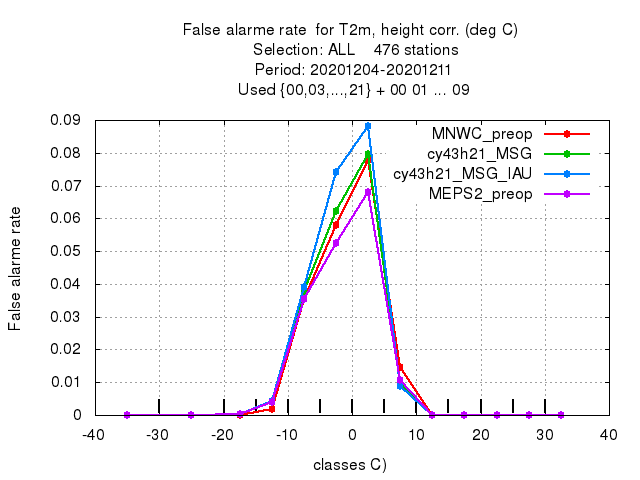 False alarme rate  for T2m, height corr. (deg C)
Selection: ALL    476 stations
Period: 20201204-20201211
Used {00,03,...,21} + 00 01 ... 09
0.09
0.08
0.07
0.06
0.05
0.04
0.03
0.02
0.01
0
False alarme rate
MNWC_preop
cy43h21_MSG
cy43h21_MSG_IAU
MEPS2_preop
-40 -30 -20 -10 0 10 20 30 40
classes C)